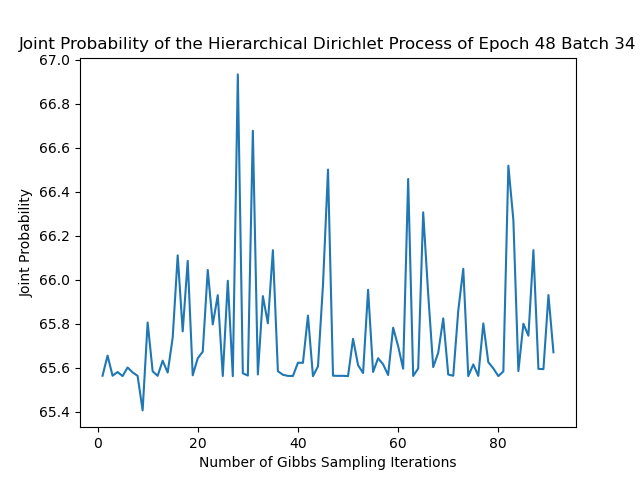 Joint Probability of the Hierarchical Dirichlet Process of Epoch 48 Batch 34
67.0
66.8
66.6
66.4
66.2
66.0
65.8
65.6
65.4
Joint Probability
0 20 40 60 80
Number of Gibbs Sampling Iterations